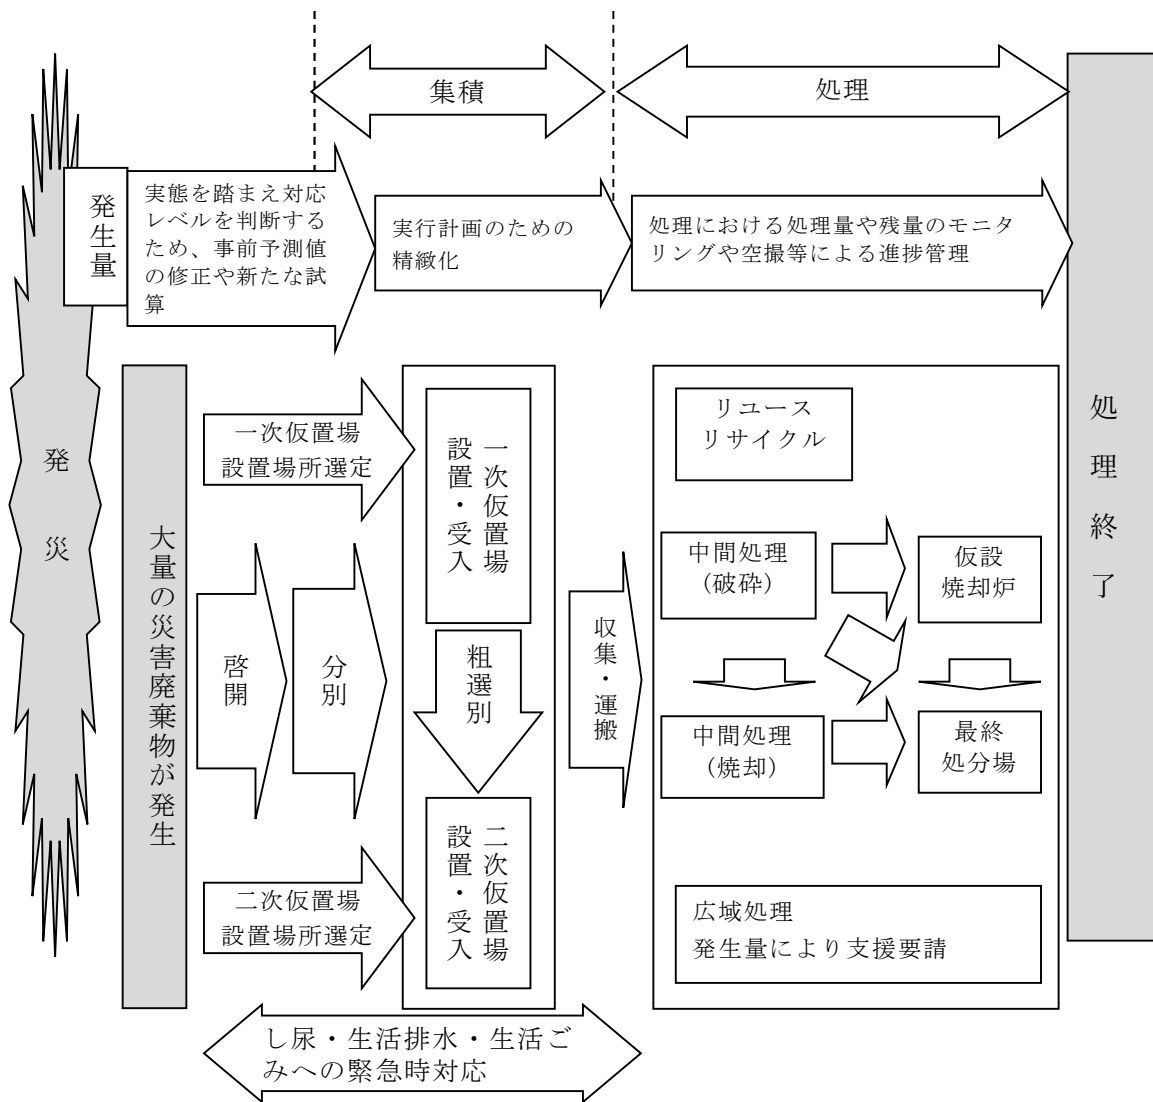 集積
処理
発生量
実態を踏まえ対応
レベルを判断する
ため、事前予測値
の修正や新たな試
算
実行計画のための
精緻化
処理における処理量や残量のモニタ
リングや空撮等による進捗管理
発災
大量の災害廃棄物が発生
一次仮置場
設置場所選定
啓開
分別
二次仮置場
設置場所選定
一次仮置場
設置・受入
粗選別
二次仮置場
設置・受入
収集・運搬
リユース
リサイクル
中間処理
(破砕)
仮設
焼却炉
中間処理
(焼却)
最終
処分場
広域処理
発生量により支援要請
処理終了
し尿・生活排水・生活ご
みへの緊急時対応